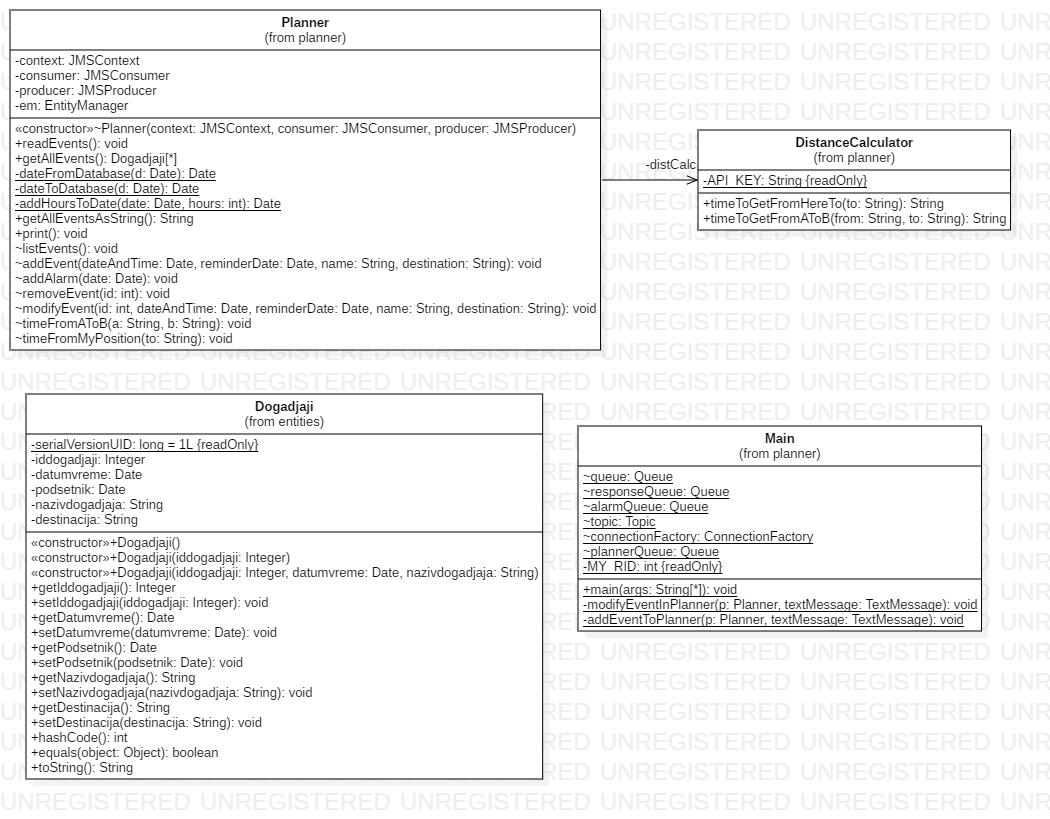 Planner
(from planner)
-context: JMSContext
-consumer: JMSConsumer
-producer: JMSProducer
-em: EntityManager
«constructor»~Planner(context: JMSContext, consumer: JMSConsumer, producer: JMSProducer)
+readEvents(): void
+getAllEvents(): Dogadjaji[*]
-dateFromDatabase(d: Date): Date
-dateToDatabase(d: Date): Date
-addHoursToDate(date: Date, hours: int): Date
+getAllEventsAsString(): String
+print(): void
~listEvents(): void
~addEvent(dateAndTime: Date, reminderDate: Date, name: String, destination: String): void
~addAlarm(date: Date): void
~removeEvent(id: int): void
~modifyEvent(id: int, dateAndTime: Date, reminderDate: Date, name: String, destination: String): void
~timeFromAToB(a: String, b: String): void
~timeFromMyPosition(to: String): void
-distCalc
DistanceCalculator
(from planner)
-API_KEY: String {readOnly}
+timeToGetFromHereTo(to: String): String
+timeToGetFromAToB(from: String, to: String): String
Dogadjaji
(from entities)
-serialVersionUID: long = 1L {readOnly}
-iddogadjaji: Integer
-datumvreme: Date
-podsetnik: Date
-nazivdogadjaja: String
-destinacija: String
«constructor»+Dogadjaji()
«constructor»+Dogadjaji(iddogadjaji: Integer)
«constructor»+Dogadjaji(iddogadjaji: Integer, datumvreme: Date, nazivdogadjaja: String)
+getIddogadjaji(): Integer
+setIddogadjaji(iddogadjaji: Integer): void
+getDatumvreme(): Date
+setDatumvreme(datumvreme: Date): void
+getPodsetnik(): Date
+setPodsetnik(podsetnik: Date): void
+getNazivdogadjaja(): String
+setNazivdogadjaja(nazivdogadjaja: String): void
+getDestinacija(): String
+setDestinacija(destinacija: String): void
+hashCode(): int
+equals(object: Object): boolean
+toString(): String
Main
(from planner)
~queue: Queue
~responseQueue: Queue
~alarmQueue: Queue
~topic: Topic
~connectionFactory: ConnectionFactory
~plannerQueue: Queue
-MY_RID: int {readOnly}
+main(args: String[*]): void
-modifyEventInPlanner(p: Planner, textMessage: TextMessage): void
-addEventToPlanner(p: Planner, textMessage: TextMessage): void
UNREGISTERED